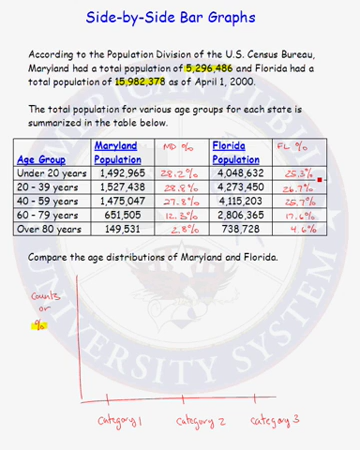 Side-by-Side Bar Graphs
According to the Population Division of the U.S. Census Bureau,
Maryland had a total population of 5,296,486 and Florida had a
total population of 15,982,378 as of April 1, 2000.
The total population for various age groups for each state is
summarized in the table below.
Maryland MD % Florida FL %
Age Group Population Population
Under 20 years 1,492,965 28.2% 4,048,632 25.3%
20 - 39 years 1,527,438 28.8% 4,273,450 26.7%
40 - 59 years 1,475,047 27.8% 4,115,203 25.7%
60 - 79 years 651,505 12.3% 2,806,365 17.6%
Over 80 years 149,531 2.8% 738,728 4.6%
Compare the age distributions of Maryland and Florida.
Counts
or
%
Category 1 Category 2 Category 3
VERSITY SYSTEM